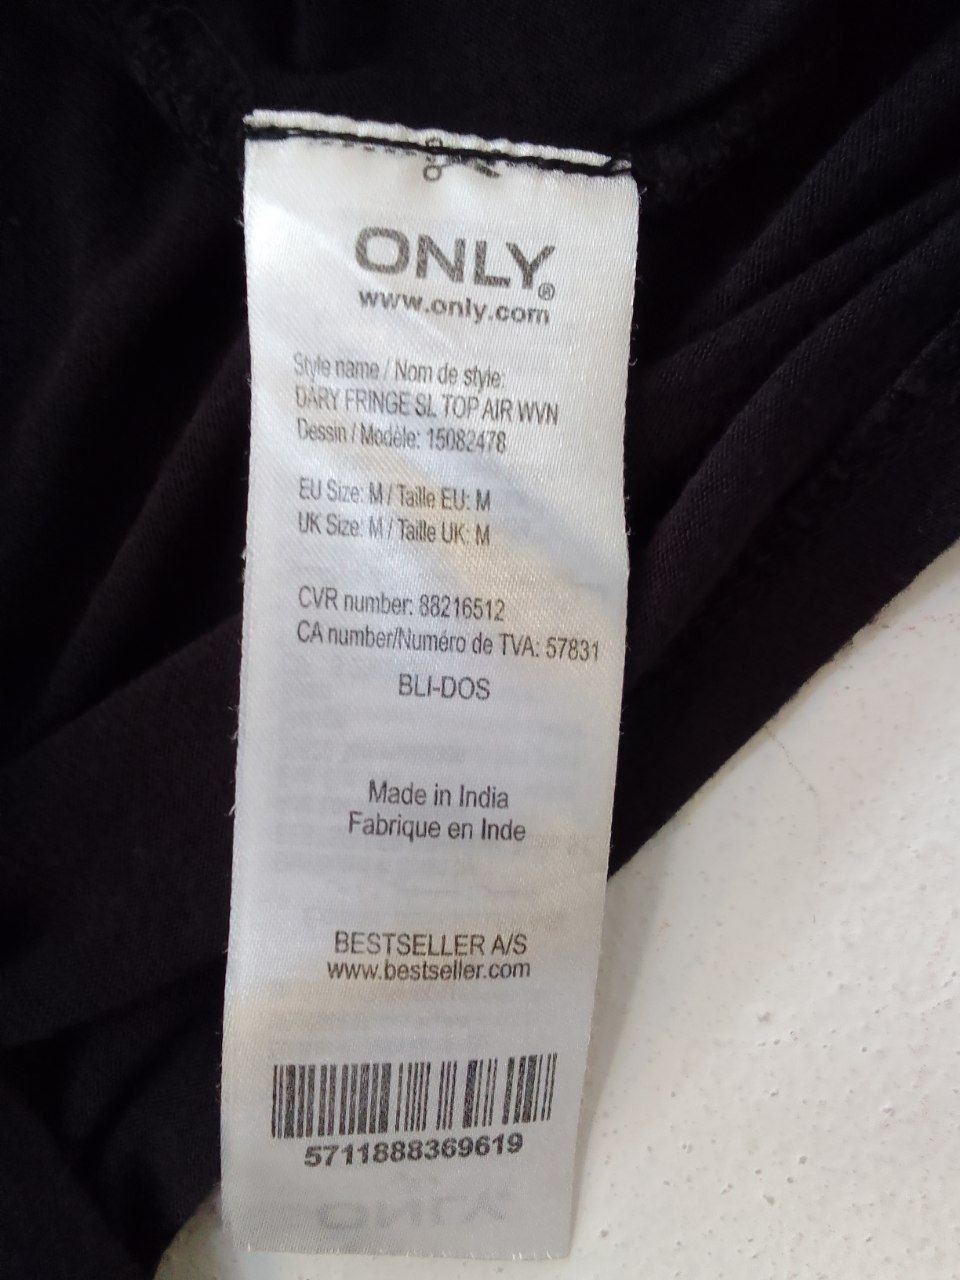 ONLY®
www.only.com
Style name / Nom de style:
DARY FRINGE SL TOP AIR WVN
Dessin / Modèle: 15082478
EU Size: M / Taille EU: M
UK Size: M / Taille UK: M
CVR number: 88216512
CA number/Numéro de TVA: 57831
BLI-DOS
Made in India
Fabrique en Inde
BESTSELLER A/S
www.bestseller.com
5711888369619